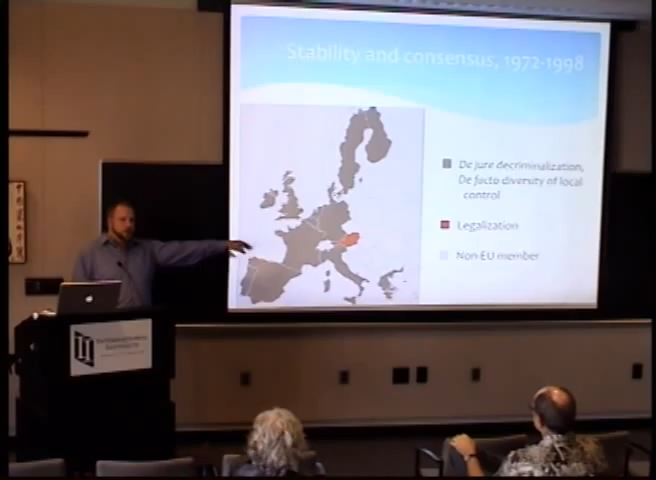 Stability and consensus, 1972-1998
De jure decriminalization,
De facto diversity of local
control
Legalization
Non-EU member